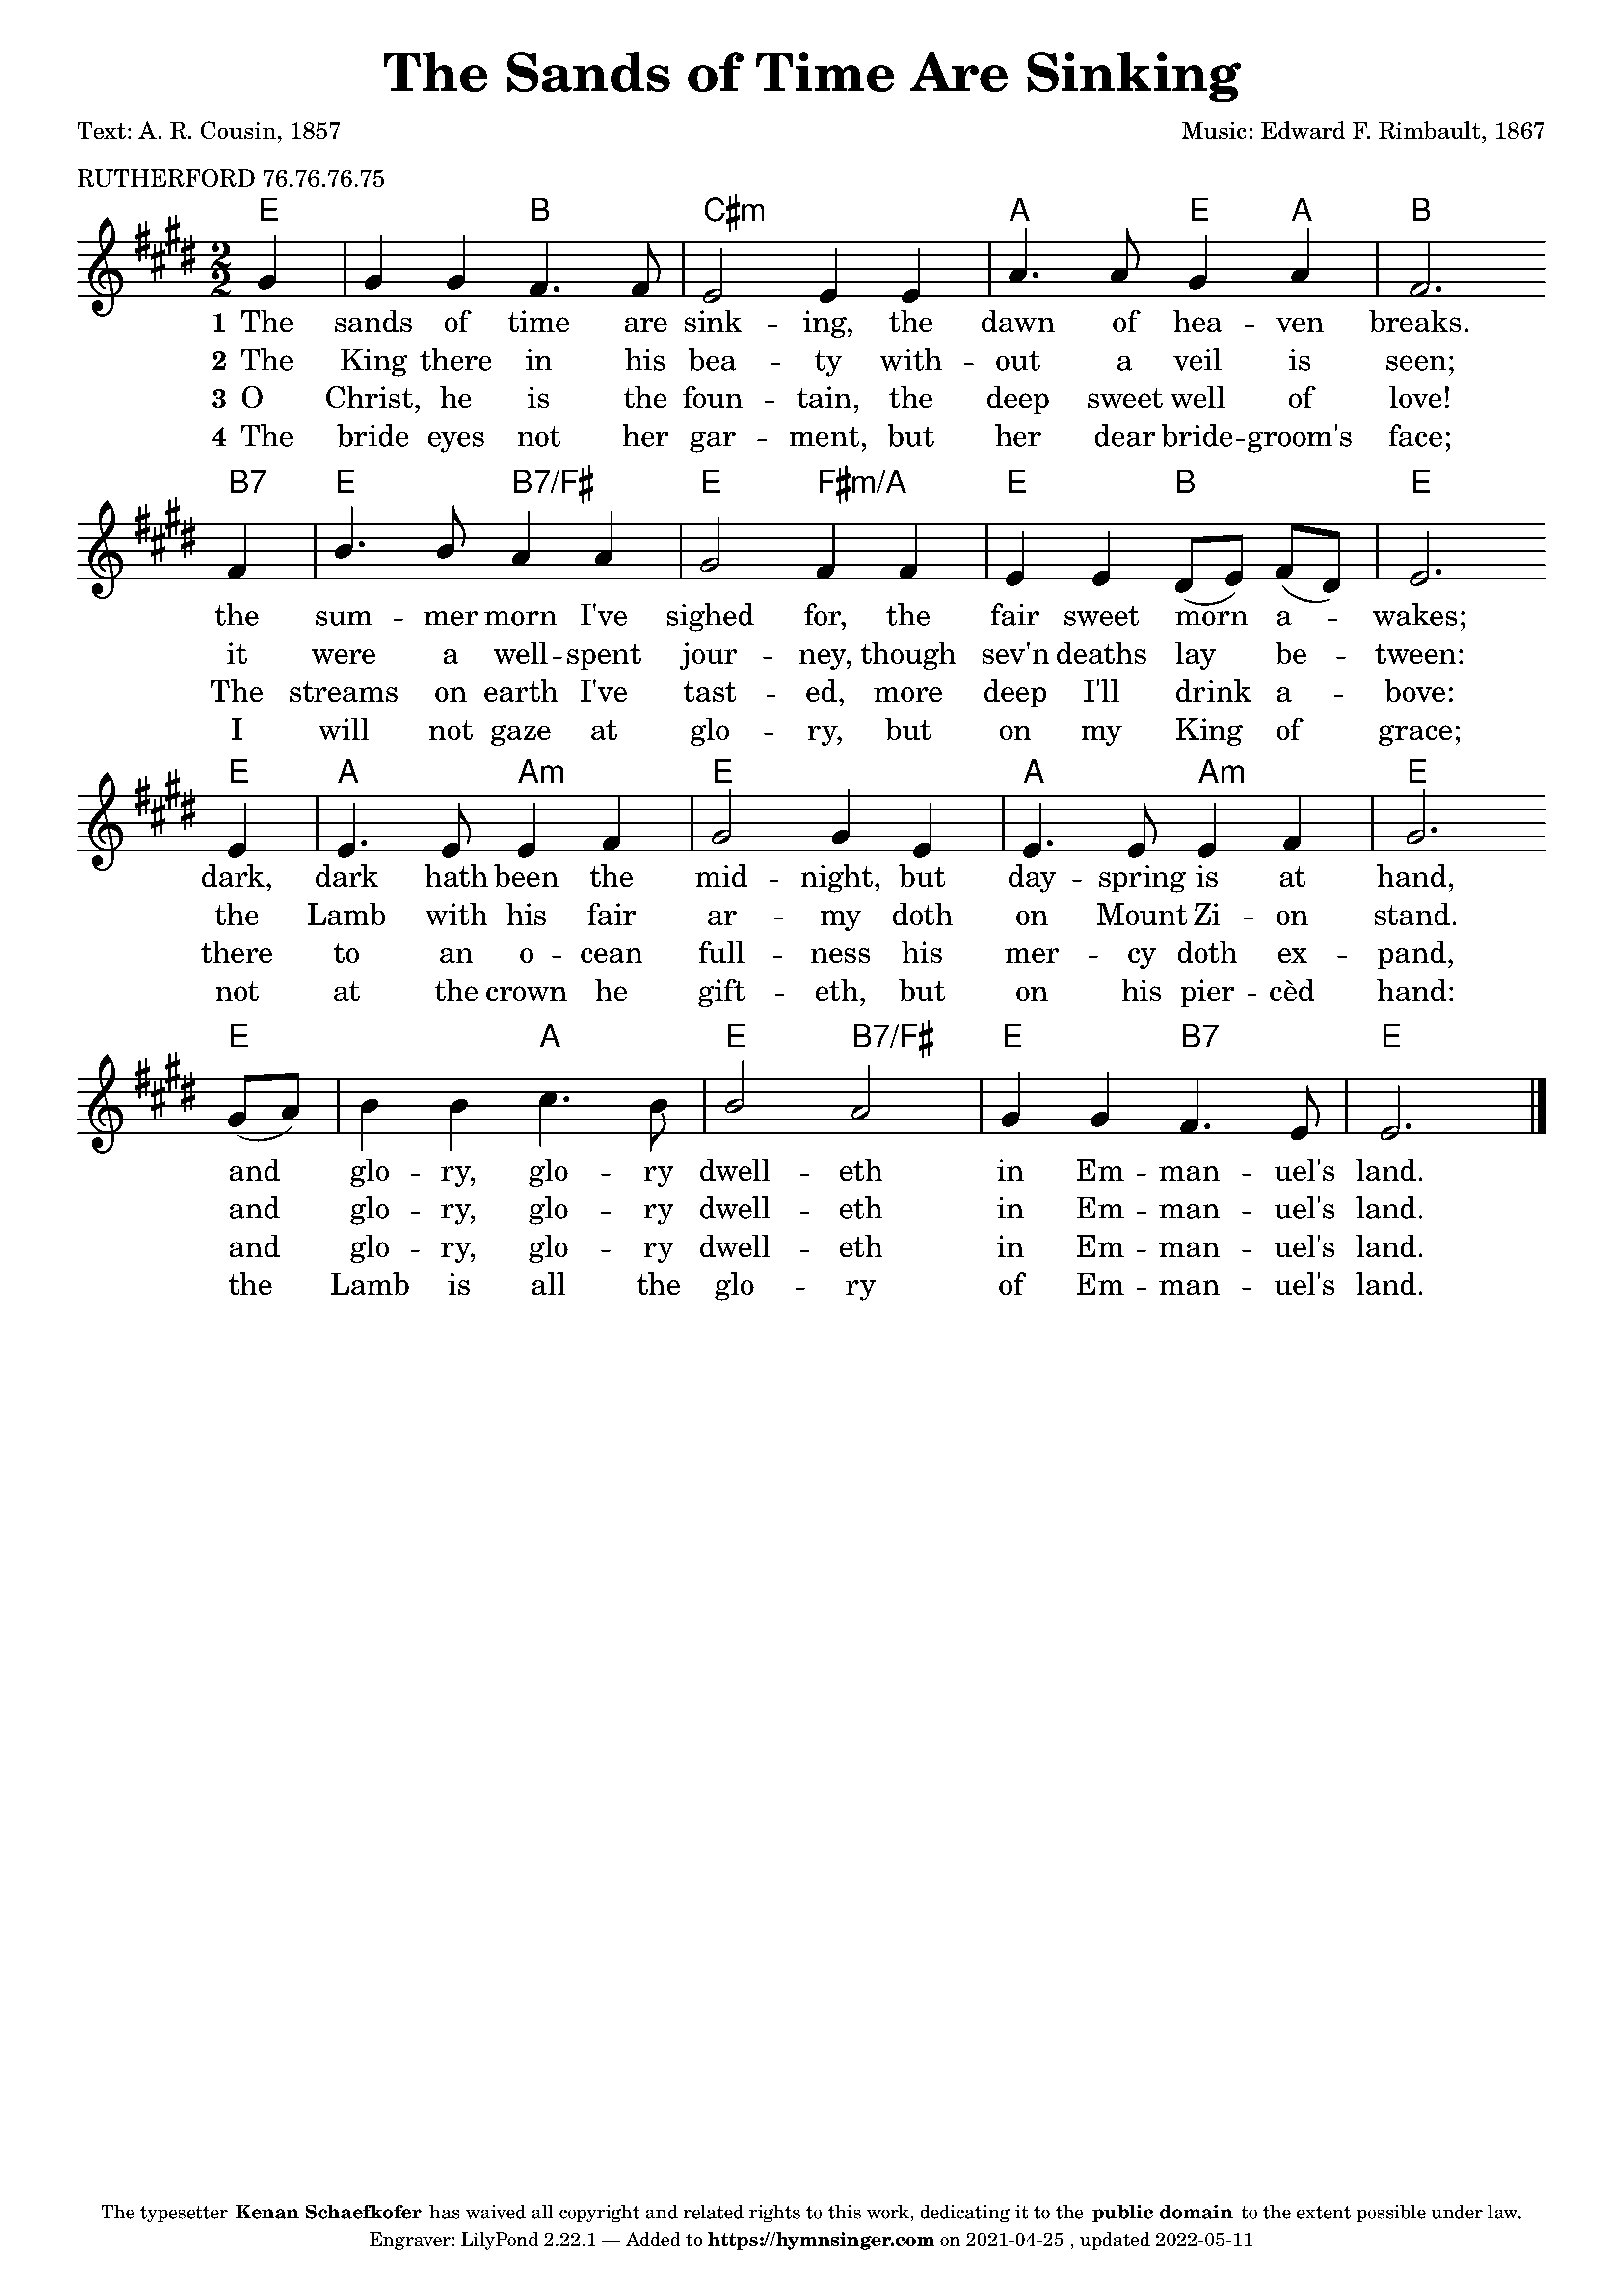 The Sands of Time Are Sinking
Text: A. R. Cousin, 1857 Music: Edward F. Rimbault, 1867
RUTHERFORD 76.76.76.75
E B C♯m A E A B
1 The sands of time are sink -- ing, the dawn of hea -- ven breaks.
2 The King there in his bea -- ty with -- out a veil is seen;
3 O Christ, he is the foun -- tain, the deep sweet well of love!
4 The bride eyes not her gar -- ment, but her dear bride -- groom's face;
B7 E B7/F♯ E F♯m/A E B E
the sum -- mer morn I've sighed for, the fair sweet morn a -- wakes;
it were a well -- spent jour -- ney, though sev'n deaths lay be -- tween:
The streams on earth I've tast -- ed, more deep I'll drink a -- bove:
I will not gaze at glo -- ry, but on my King of grace;
E A Am E A Am E
dark, dark hath been the mid -- night, but day -- spring is at hand,
the Lamb with his fair ar -- my doth on Mount Zi -- on stand.
there to an o -- cean full -- ness his mer -- cy doth ex -- pand,
not at the crown he gift -- eth, but on his pier -- cèd hand:
E A E B7/F♯ E B7 E
and glo -- ry, glo -- ry dwell -- eth in Em -- man -- uel's land.
and glo -- ry, glo -- ry dwell -- eth in Em -- man -- uel's land.
and glo -- ry, glo -- ry dwell -- eth in Em -- man -- uel's land.
the Lamb is all the glo -- ry of Em -- man -- uel's land.
The typesetter Kenan Schaefkofer has waived all copyright and related rights to this work, dedicating it to the public domain to the extent possible under law.
Engraver: LilyPond 2.22.1 — Added to https://hymnsinger.com on 2021-04-25 , updated 2022-05-11